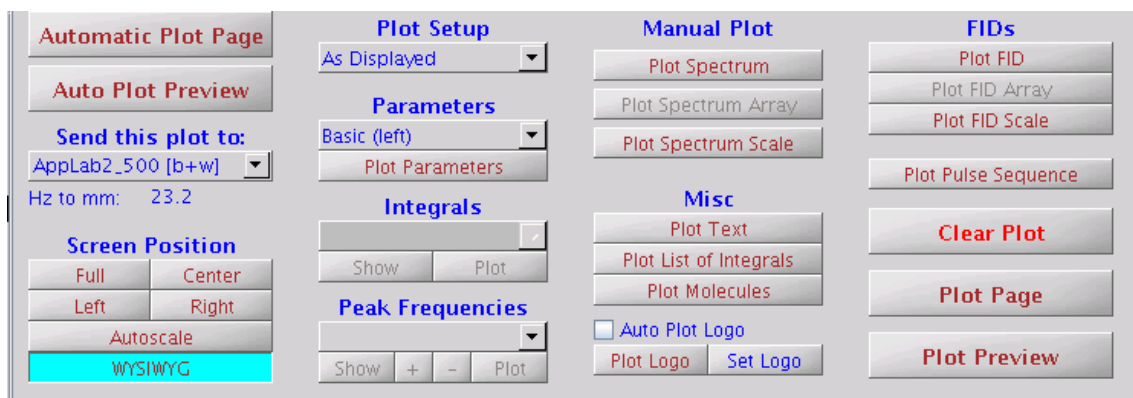 Automatic Plot Page
Auto Plot Preview
Send this plot to:
AppLab2_500 [b+w]
Hz to mm: 23.2
Screen Position
Full Center
Left Right
Autoscale
WYSIWYG
Plot Setup
As Displayed
Parameters
Basic (left)
Plot Parameters
Integrals
Show Plot
Peak Frequencies
Show + - Plot
Manual Plot
Plot Spectrum
Plot Spectrum Array
Plot Spectrum Scale
Misc
Plot Text
Plot List of Integrals
Plot Molecules
Auto Plot Logo
Plot Logo Set Logo
FIDs
Plot FID
Plot FID Array
Plot FID Scale
Plot Pulse Sequence
Clear Plot
Plot Page
Plot Preview